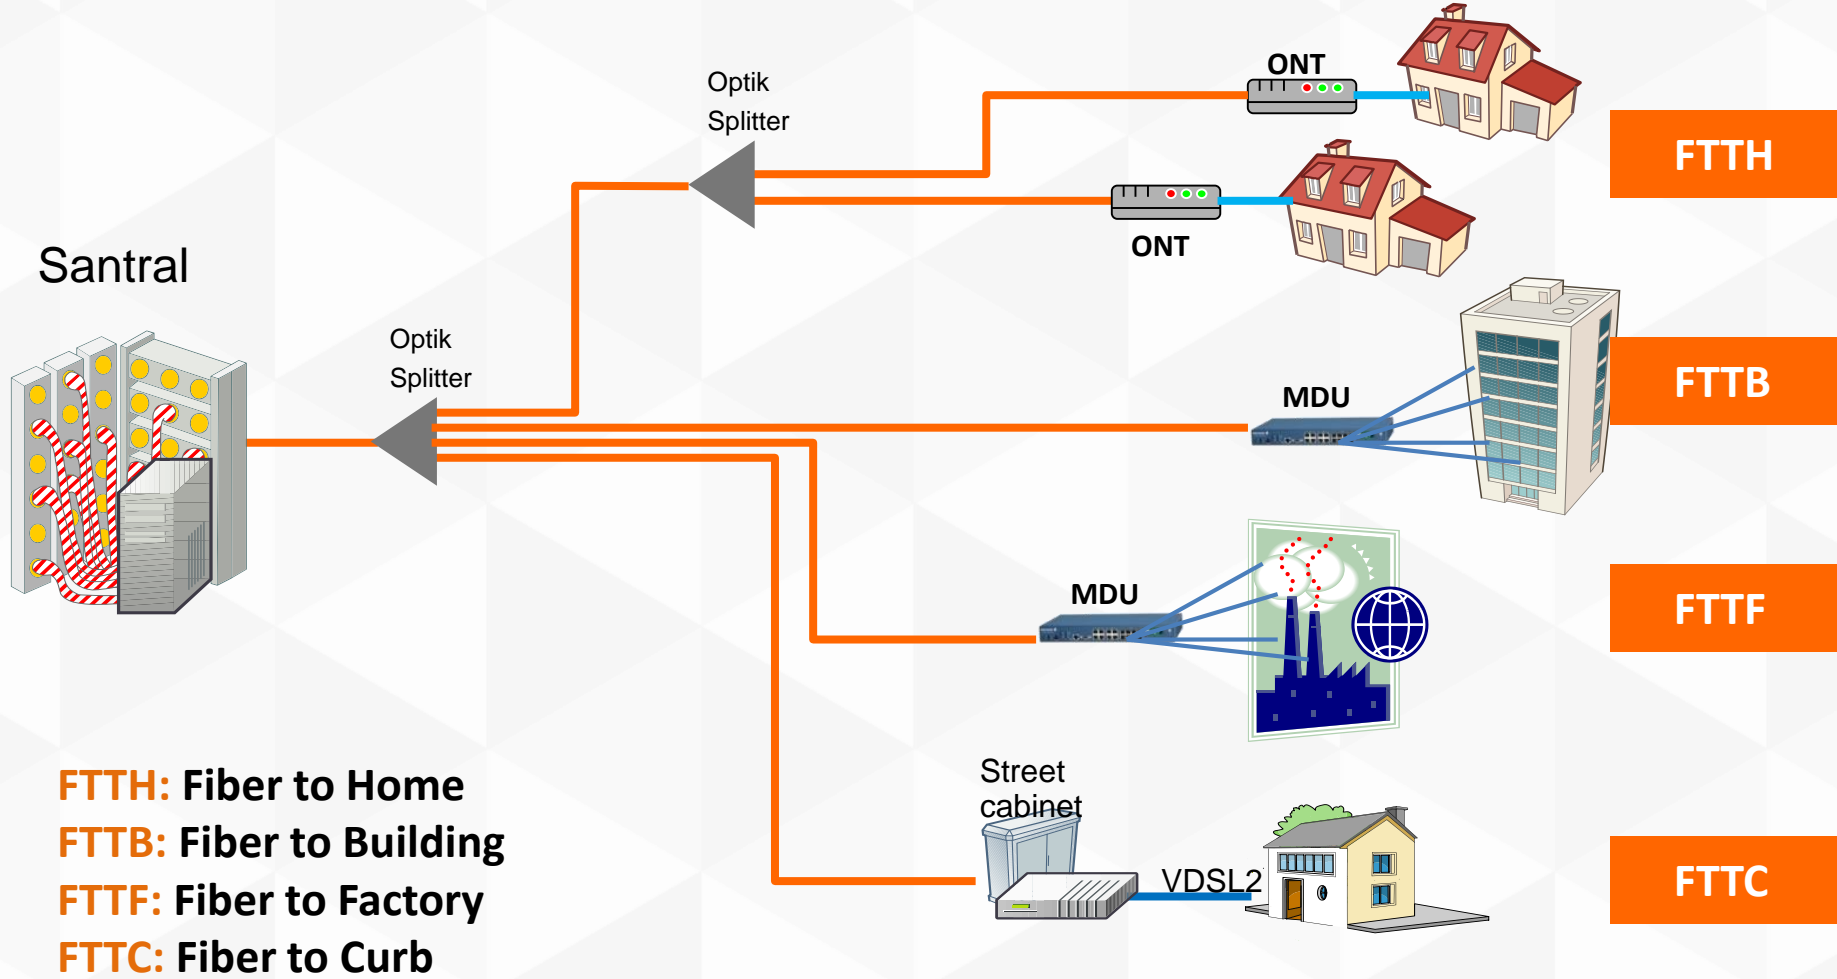 Optik
Splitter
ONT
FTTH
ONT
Santral
Optik
Splitter
MDU
FTTB
MDU
FTTF
Street
cabinet
VDSL2
FTTC
FTTH: Fiber to Home
FTTB: Fiber to Building
FTTF: Fiber to Factory
FTTC: Fiber to Curb